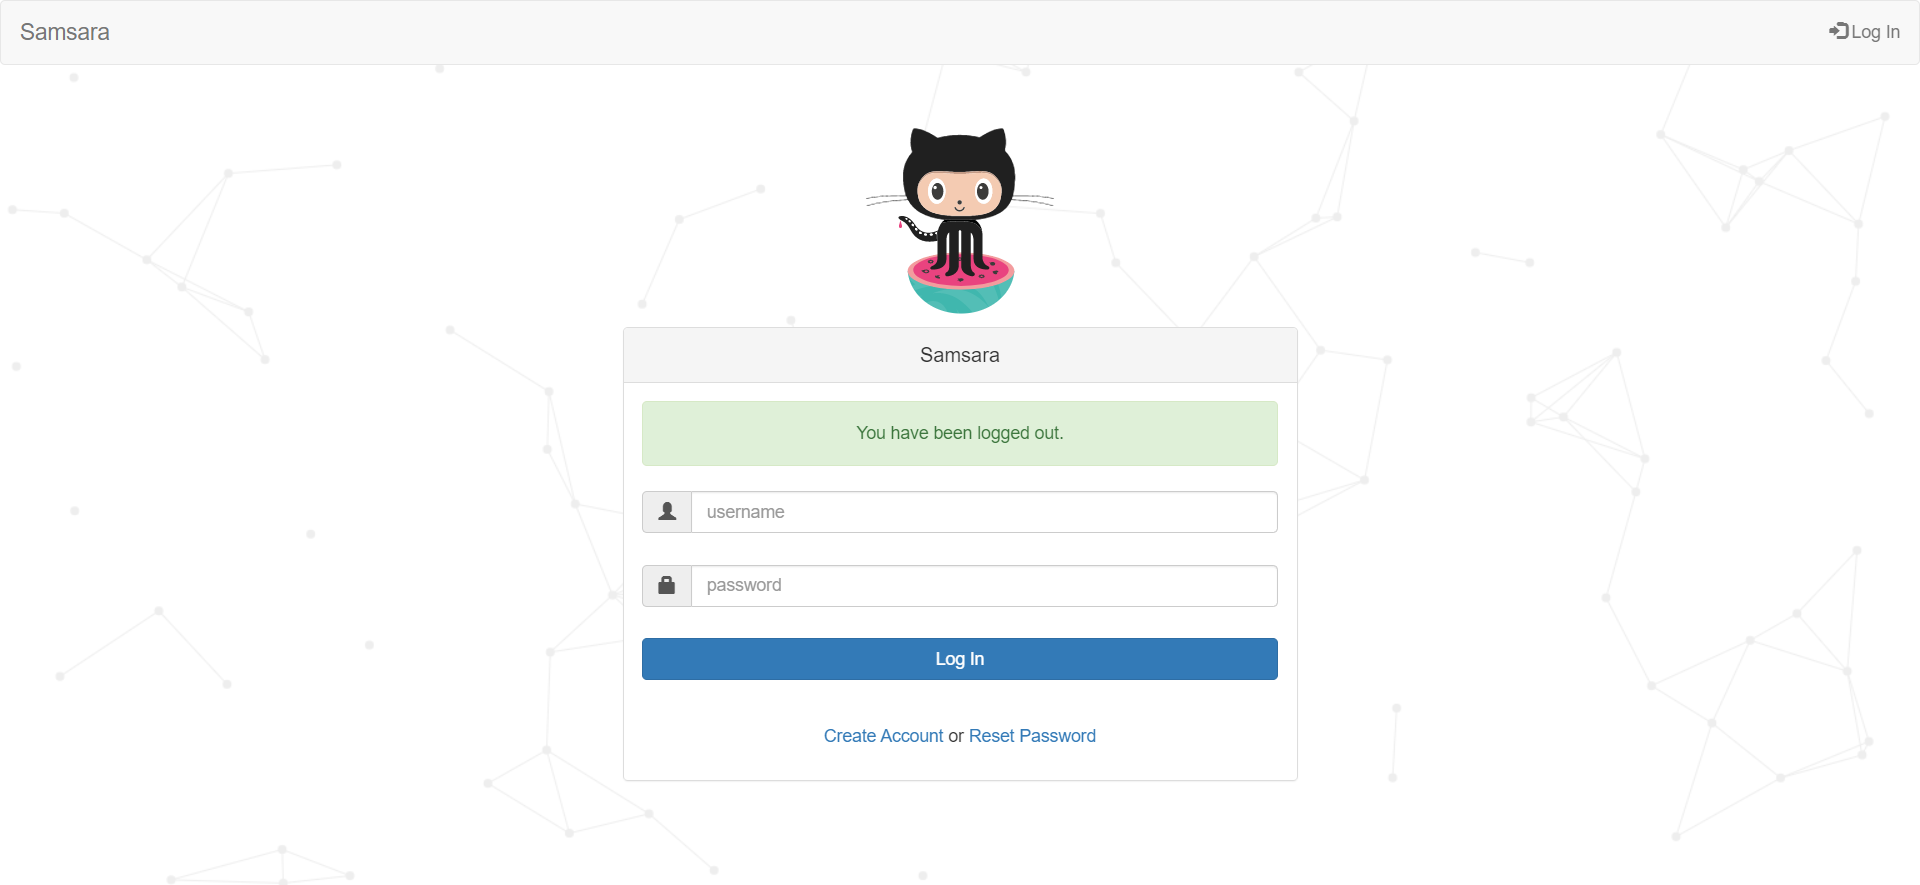 Samsara
Log In
Samsara
You have been logged out.
username
password
Log In
Create Account or Reset Password